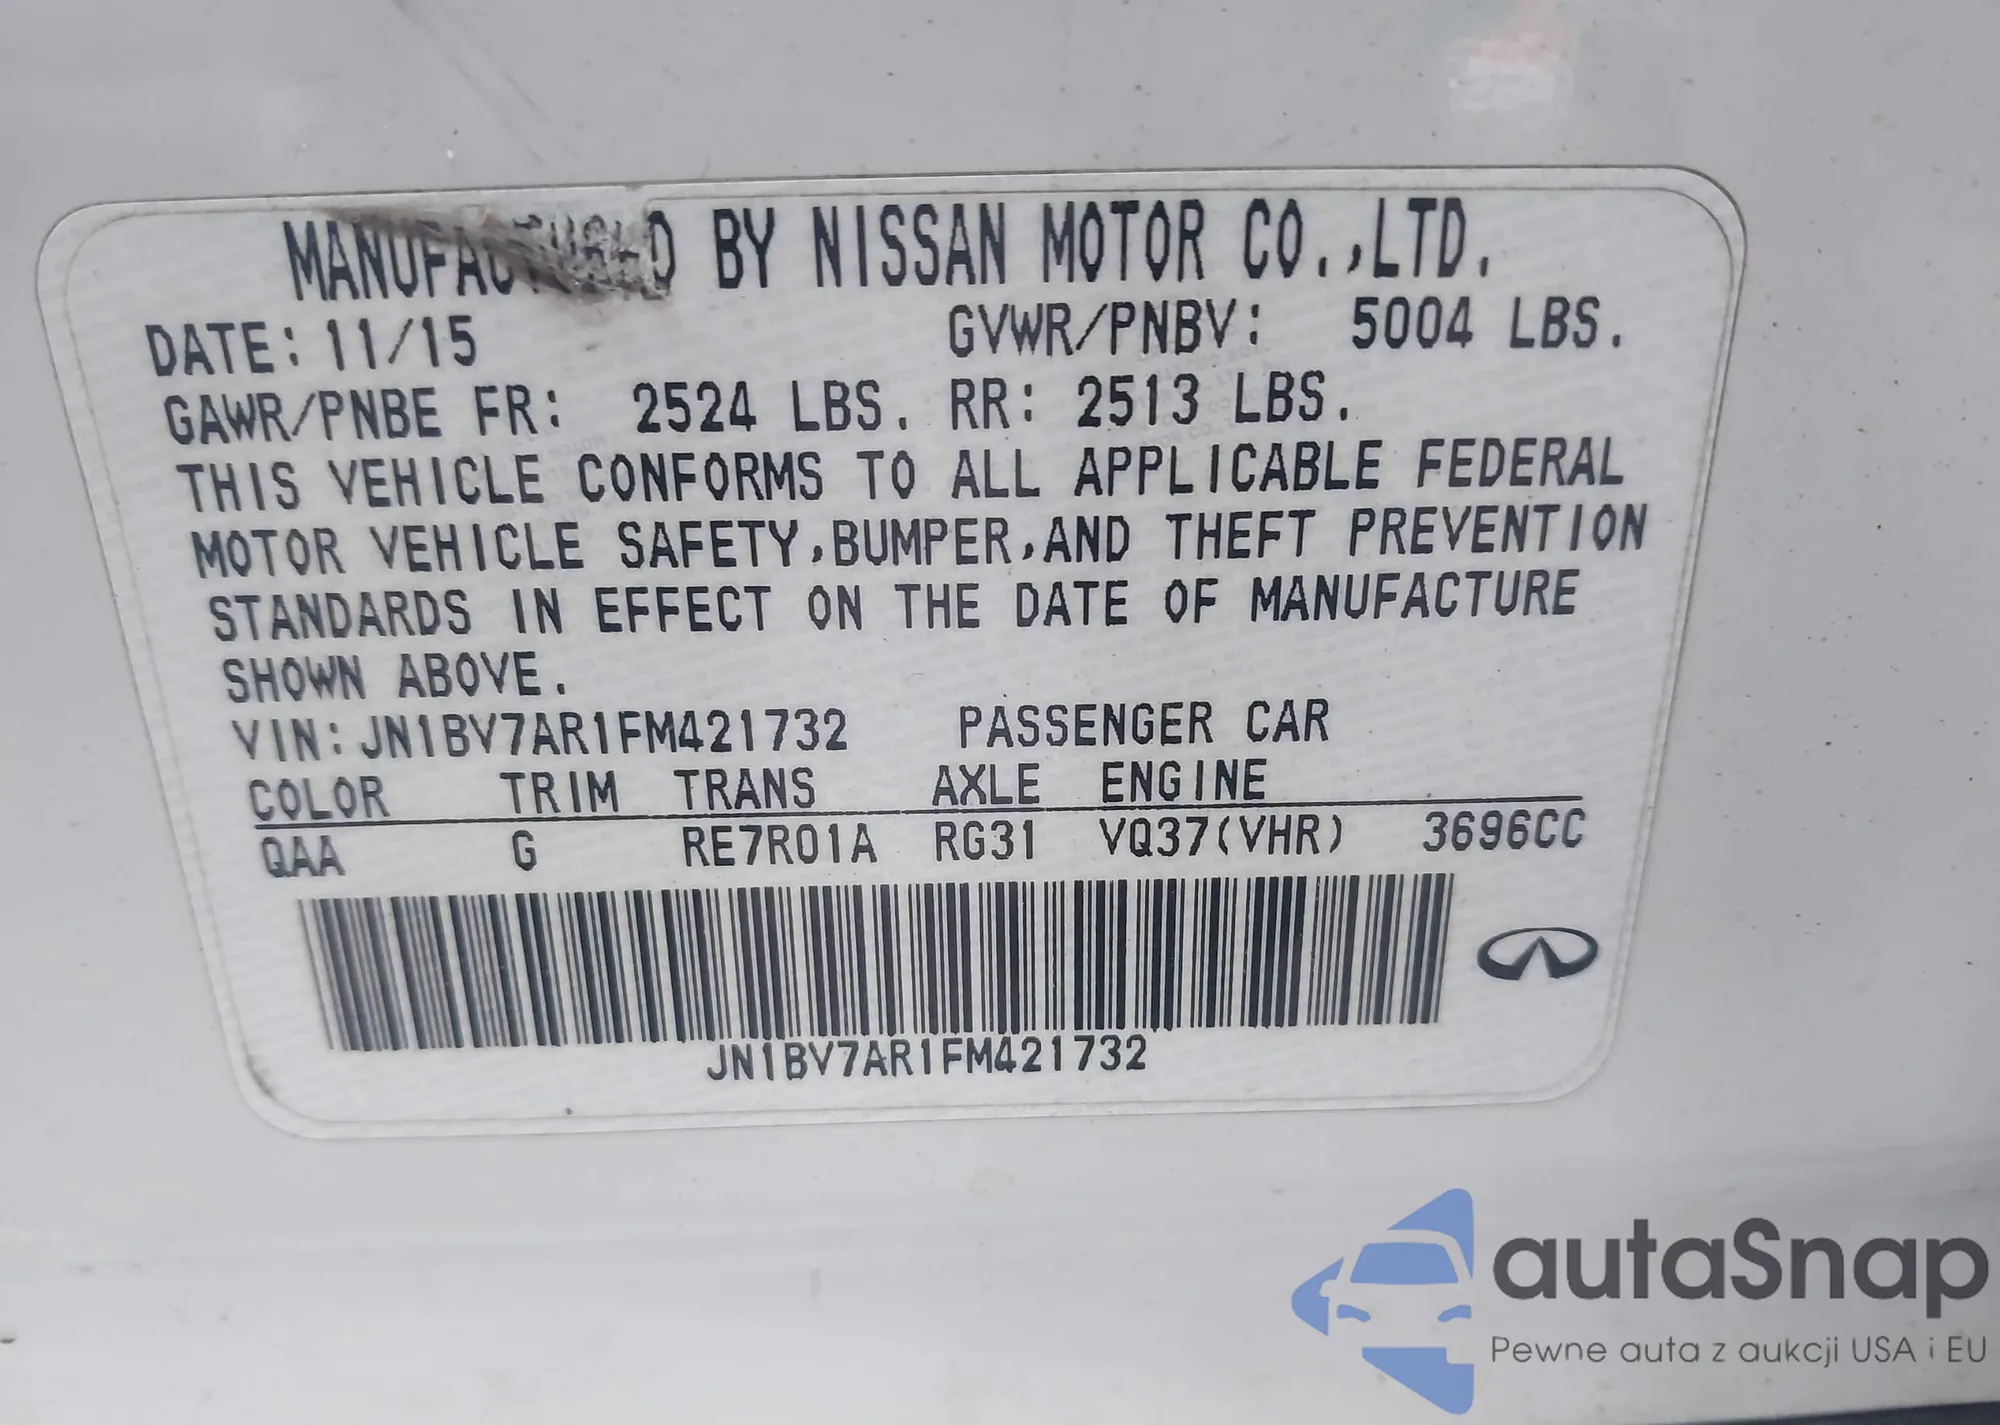 MANUFACTURED BY NISSAN MOTOR CO.,LTD.
DATE: 11/15 GVWR/PNBV: 5004 LBS.
GAWR/PNBE FR: 2524 LBS. RR: 2513 LBS.
THIS VEHICLE CONFORMS TO ALL APPLICABLE FEDERAL
MOTOR VEHICLE SAFETY,BUMPER,AND THEFT PREVENTION
STANDARDS IN EFFECT ON THE DATE OF MANUFACTURE
SHOWN ABOVE.
VIN: JN1BV7AR1FM421732 PASSENGER CAR
COLOR TRIM TRANS AXLE ENGINE
QAA G RE7R01A RG31 VQ37(VHR) 3696CC
JN1BV7AR1FM421732
autaSnap
Pewne auta z aukcji USA i EU